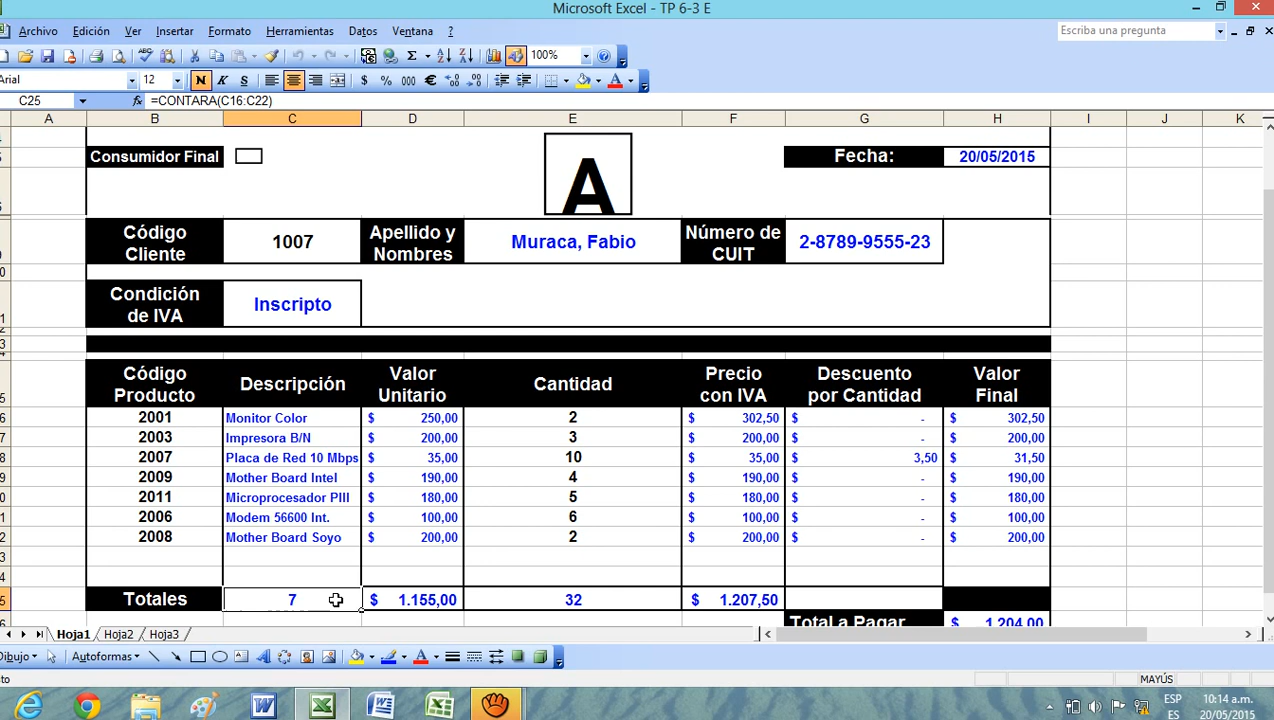 Microsoft Excel - TP 6-3 E
Archivo Edición Ver Insertar Formato Herramientas Datos Ventana ? Escriba una pregunta
100%
Arial 12 N K S $ % 000 €
C25 fx =CONTARA(C16:C22)
A B C D E F G H I J K
Consumidor Final A Fecha: 20/05/2015
Código Cliente 1007 Apellido y Nombres Muraca, Fabio Número de CUIT 2-8789-9555-23
Condición de IVA Inscripto
Código Producto Descripción Valor Unitario Cantidad Precio con IVA Descuento por Cantidad Valor Final
2001 Monitor Color $ 250,00 2 $ 302,50 $ - $ 302,50
2003 Impresora B/N $ 200,00 3 $ 200,00 $ - $ 200,00
2007 Placa de Red 10 Mbps $ 35,00 10 $ 35,00 $ 3,50 $ 31,50
2009 Mother Board Intel $ 190,00 4 $ 190,00 $ - $ 190,00
2011 Microprocesador PIII $ 180,00 5 $ 180,00 $ - $ 180,00
2006 Modem 56600 Int. $ 100,00 6 $ 100,00 $ - $ 100,00
2008 Mother Board Soyo $ 200,00 2 $ 200,00 $ - $ 200,00
Totales 7 $ 1.155,00 32 $ 1.207,50
Total a Pagar $ 1.204,00
Hoja1 Hoja2 Hoja3
Dibujo Autoformas
MAYÚS
ESP 10:14 a.m.
ES 20/05/2015